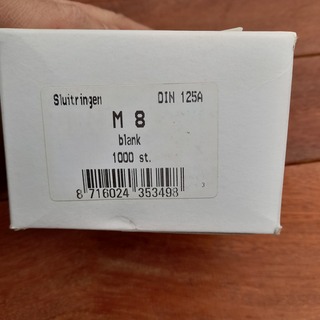 Sluitringen DIN 125A
M 8
blank
1000 st.
8 716024 353498